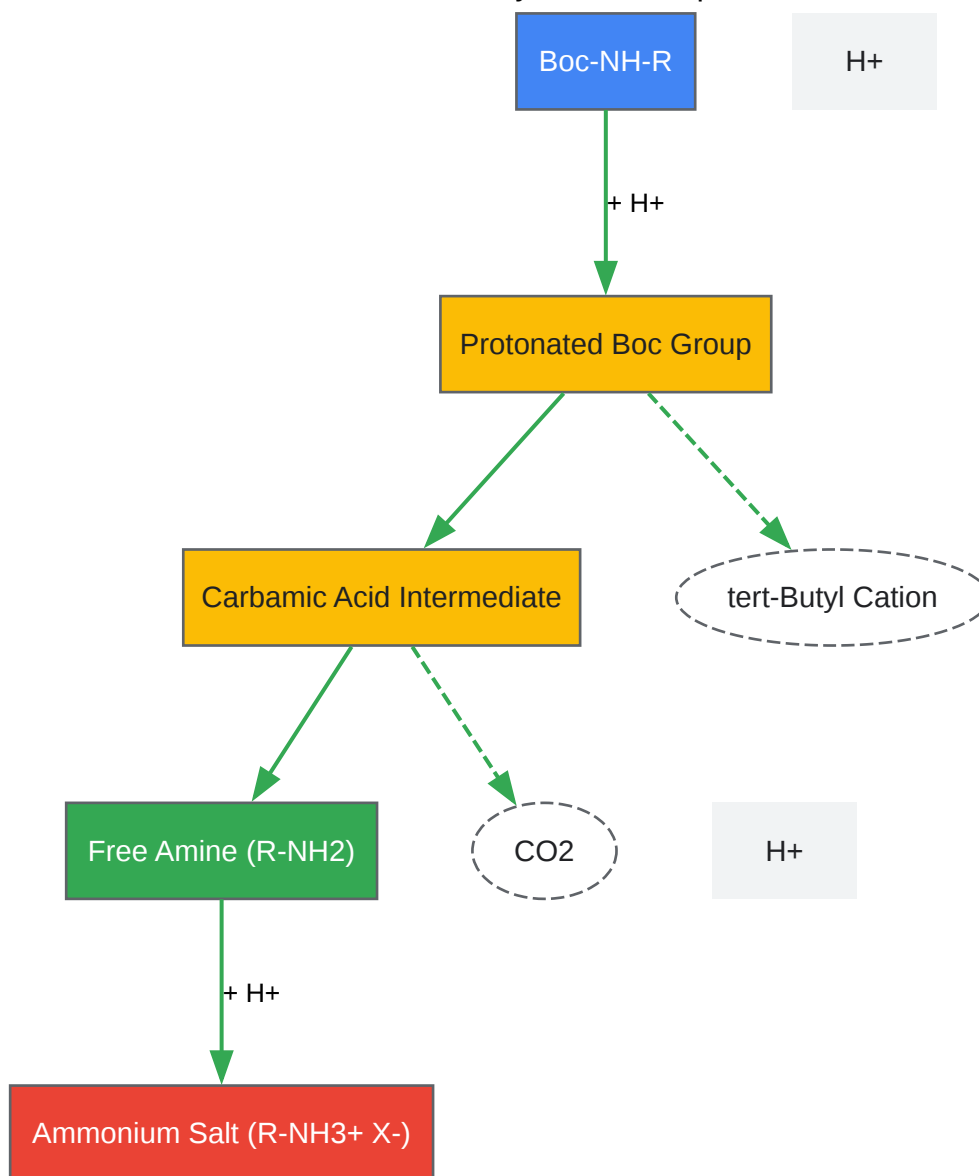 Boc-NH-R
H+
+ H+
Protonated Boc Group
Carbamic Acid Intermediate
tert-Butyl Cation
Free Amine (R-NH2)
CO2
H+
+ H+
Ammonium Salt (R-NH3+ X-)